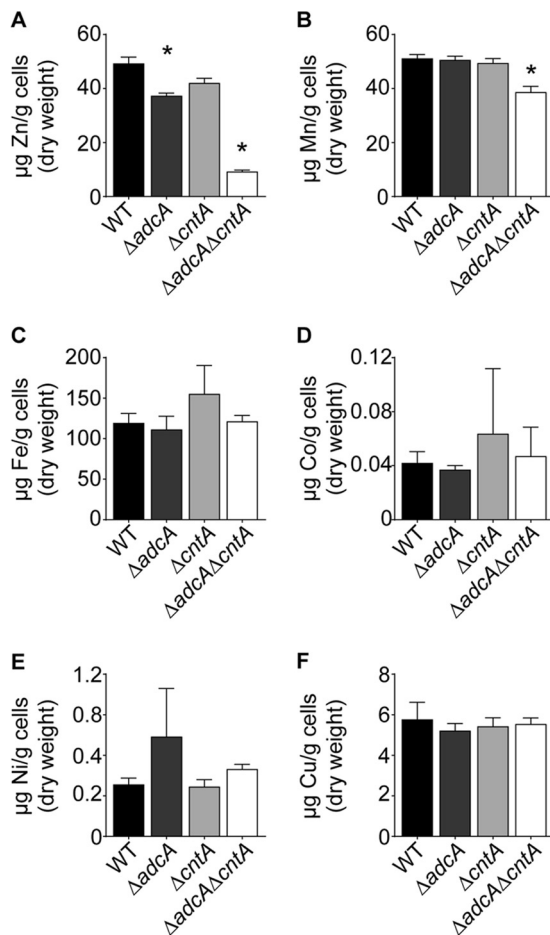 A
B
µg Zn/g cells
(dry weight)
60
40
20
0
*
*
WT
ΔadcA
ΔcntA
ΔadcAΔcntA
µg Mn/g cells
(dry weight)
60
40
20
0
*
WT
ΔadcA
ΔcntA
ΔadcAΔcntA
C
D
µg Fe/g cells
(dry weight)
200
150
100
50
0
WT
ΔadcA
ΔcntA
ΔadcAΔcntA
µg Co/g cells
(dry weight)
0.12
0.08
0.04
0
WT
ΔadcA
ΔcntA
ΔadcAΔcntA
E
F
µg Ni/g cells
(dry weight)
1.2
0.8
0.4
0.2
0
WT
ΔadcA
ΔcntA
ΔadcAΔcntA
µg Cu/g cells
(dry weight)
8
6
4
2
0
WT
ΔadcA
ΔcntA
ΔadcAΔcntA